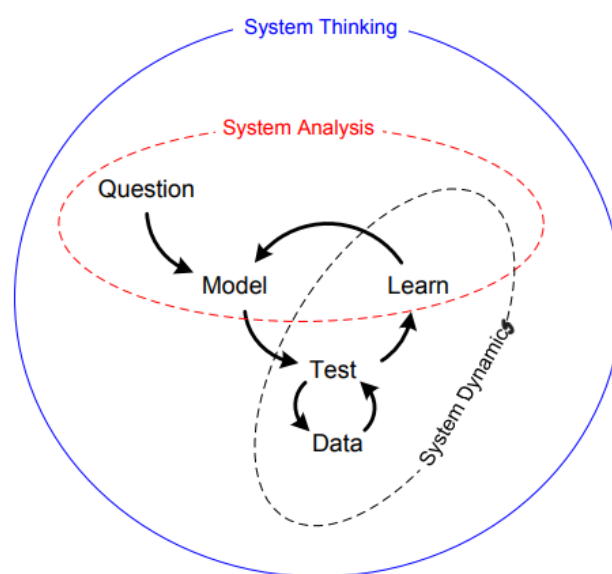 System Thinking
System Analysis
Question
Model
Learn
Test
Data
System Dynamics